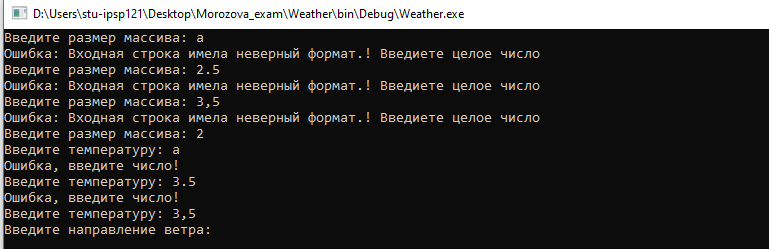 D:\Users\stu-ipsp121\Desktop\Morozova_exam\Weather\bin\Debug\Weather.exe
Введите размер массива: a
Ошибка: Входная строка имела неверный формат.! Введиете целое число
Введите размер массива: 2.5
Ошибка: Входная строка имела неверный формат.! Введиете целое число
Введите размер массива: 3,5
Ошибка: Входная строка имела неверный формат.! Введиете целое число
Введите размер массива: 2
Введите температуру: a
Ошибка, введите число!
Введите температуру: 3.5
Ошибка, введите число!
Введите температуру: 3,5
Введите направление ветра: